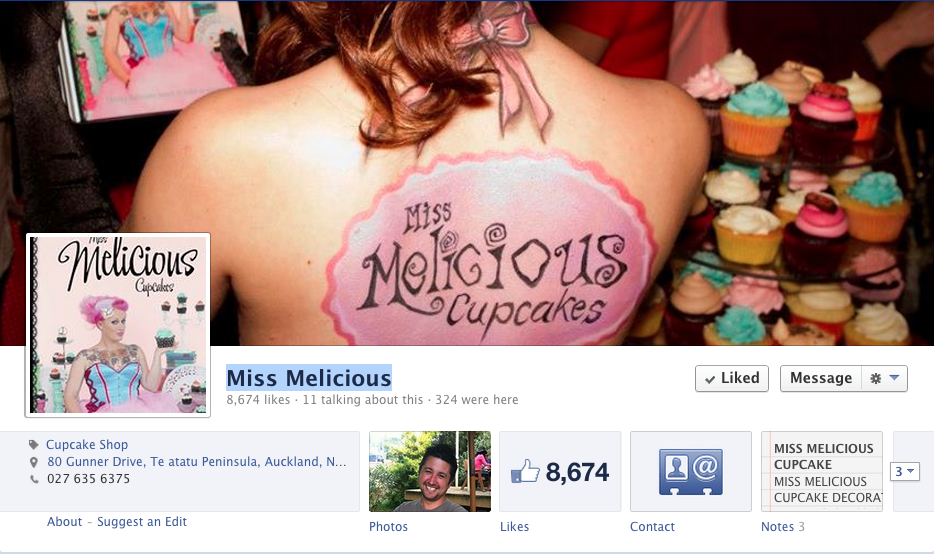 Miss
Melicious
Cupcakes
Miss
Melicious
Cupcakes
Miss Melicious
8,674 likes · 11 talking about this · 324 were here
Liked
Message
Cupcake Shop
80 Gunner Drive, Te atatu Peninsula, Auckland, N...
027 635 6375
About - Suggest an Edit
8,674
MISS MELICIOUS
CUPCAKE
MISS MELICIOUS
CUPCAKE DECORA
3
Photos
Likes
Contact
Notes 3